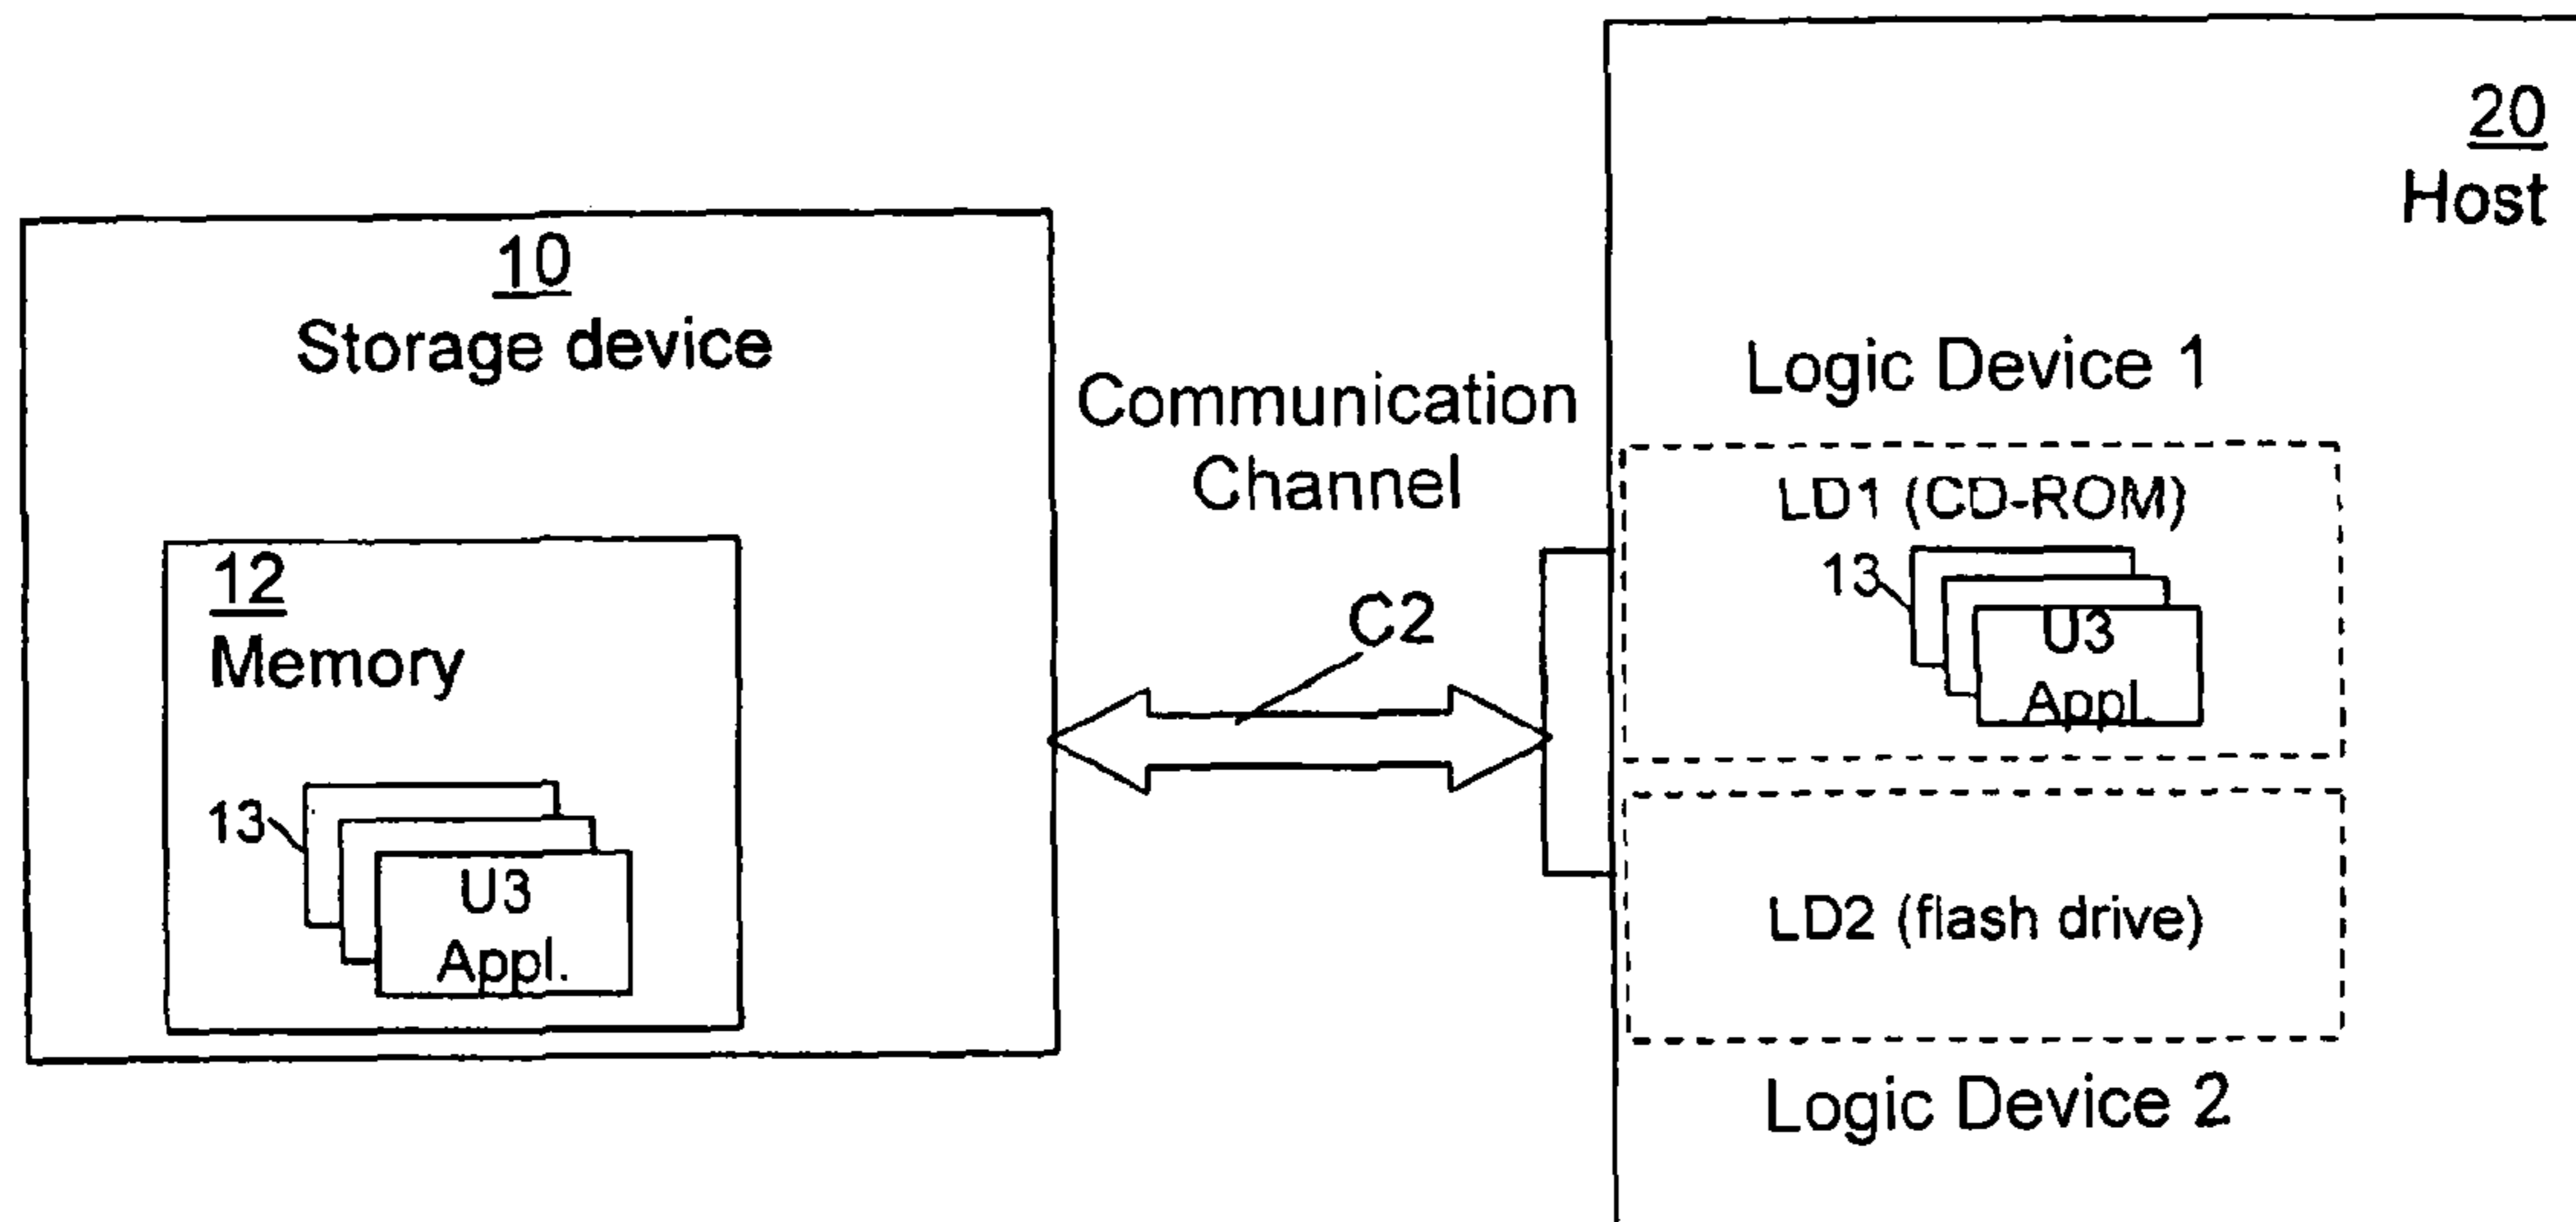 10
Storage device
12
Memory
13
U3
Appl.
Communication
Channel
C2
20
Host
Logic Device 1
LD1 (CD-ROM)
13
U3
Appl.
LD2 (flash drive)
Logic Device 2